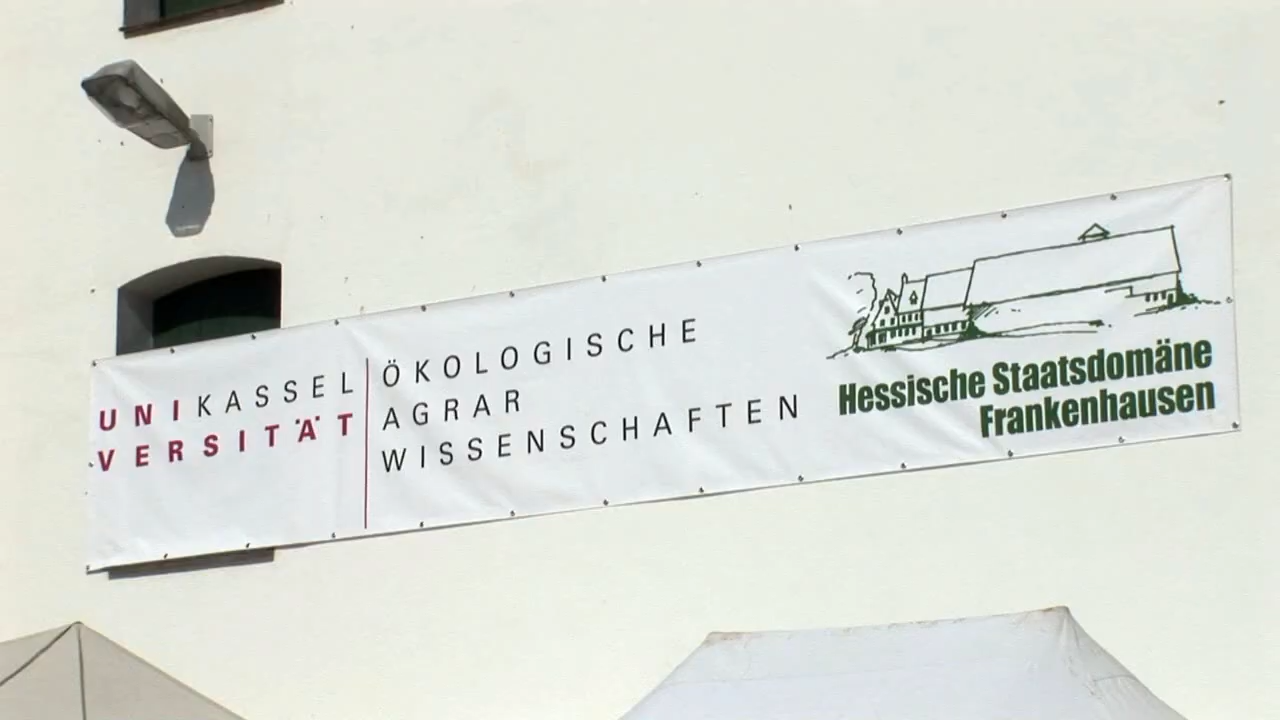 UNIKASSEL
VERSITÄT
ÖKOLOGISCHE
AGRAR
WISSENSCHAFTEN
Hessische Staatsdomäne
Frankenhausen